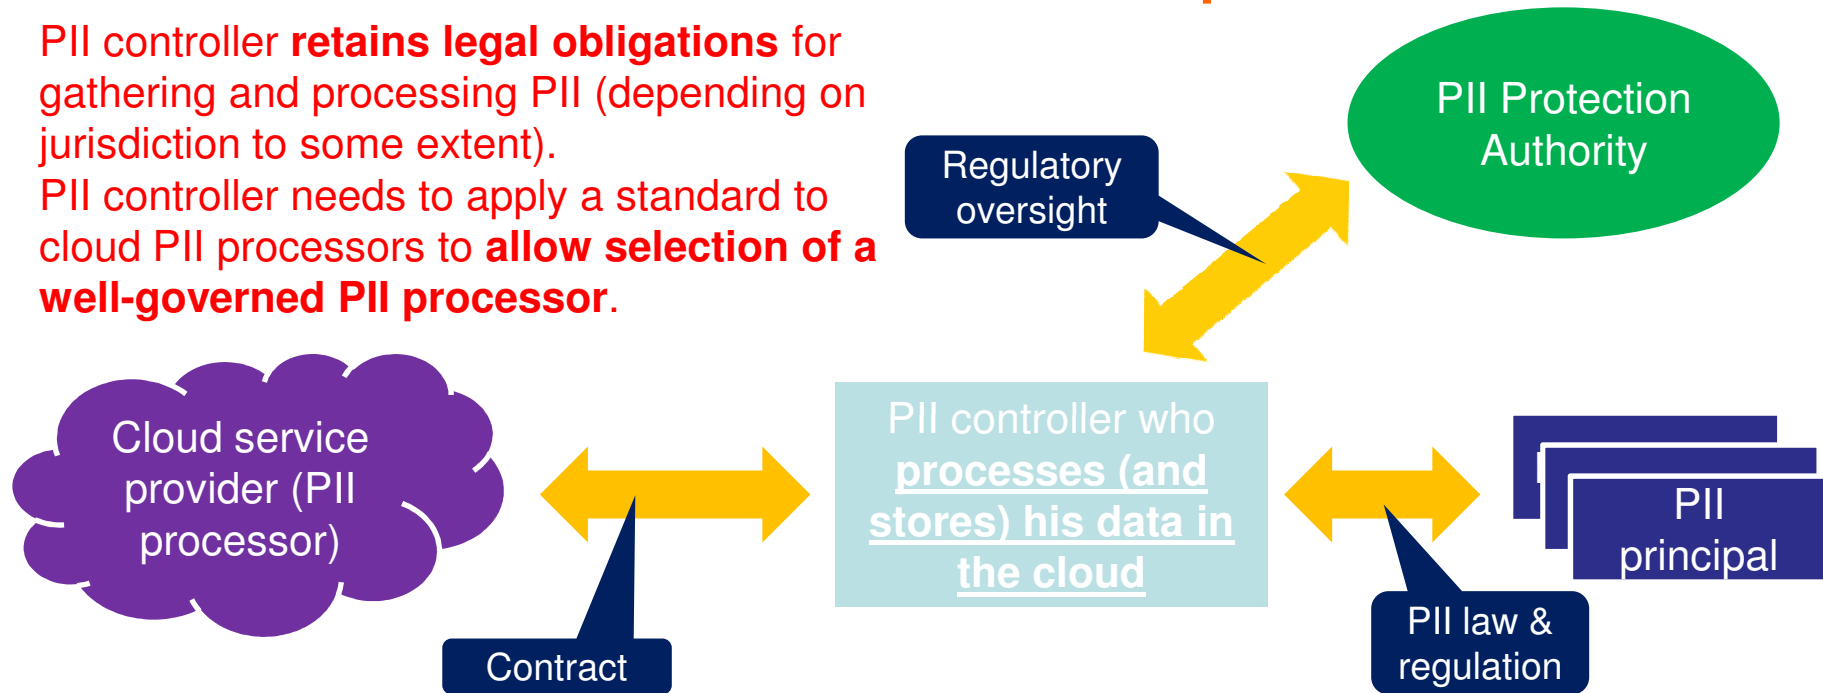 PII controller retains legal obligations for
gathering and processing PII (depending on
jurisdiction to some extent).
PII controller needs to apply a standard to
cloud PII processors to allow selection of a
well-governed PII processor.
PII Protection
Authority
Regulatory
oversight
Cloud service
provider (PII
processor)
PII controller who
processes (and
stores) his data in
the cloud
PII
principal
Contract
PII law &
regulation